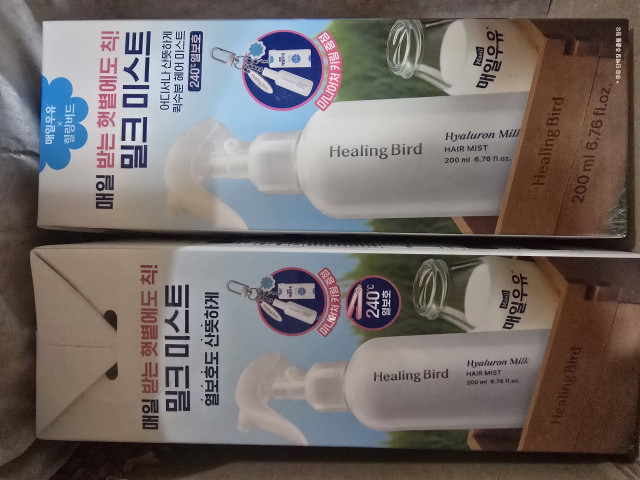 매일우유
×
힐링버드
매일 받는 햇볕에도 착!
밀크 미스트
어디서나 산뜻하게
퀵수분 헤어 미스트
240℃ 열보호
미니어처 키링 증정
매일우유
Healing Bird
Hyaluron Milk
HAIR MIST
200 ml 6.76 fl.oz.
Healing Bird
200 ml 6.76 fl.oz.
매일 받는 햇볕에도 착!
밀크 미스트
열보호도 산뜻하게
미니어처 키링 증정
240℃
열보호
매일우유
Healing Bird
Hyaluron Milk
HAIR MIST
200 ml 6.76 fl.oz.
Healing Bird